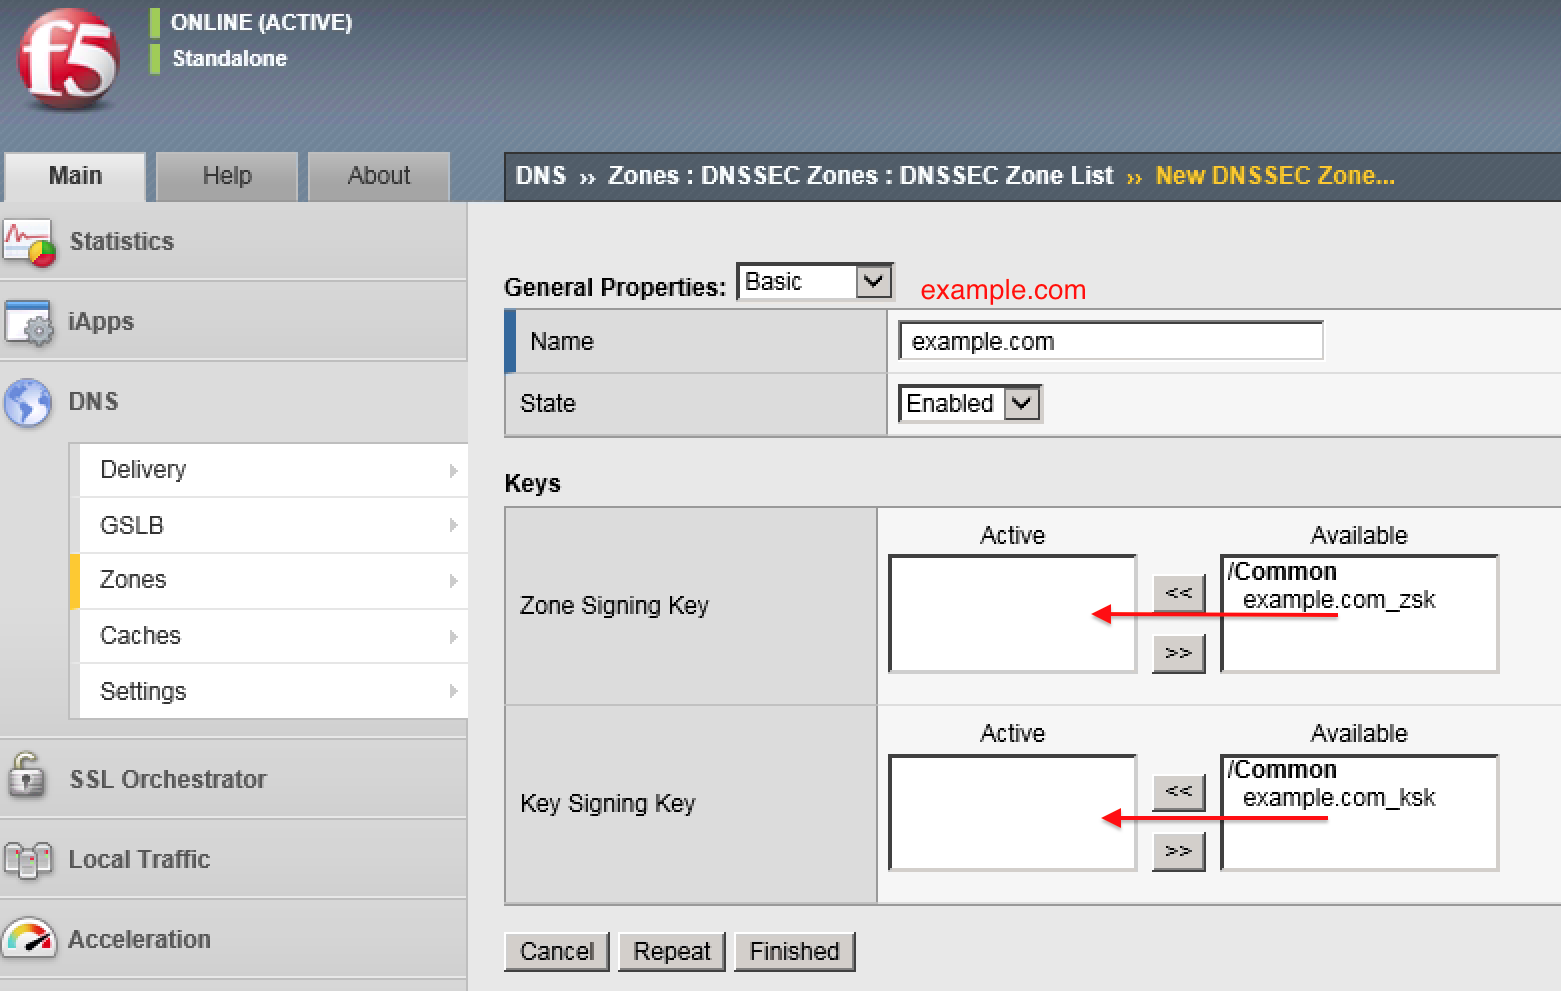 f5
ONLINE (ACTIVE)
Standalone
Main Help About
DNS ›› Zones : DNSSEC Zones : DNSSEC Zone List ›› New DNSSEC Zone...
Statistics
iApps
DNS
Delivery
GSLB
Zones
Caches
Settings
SSL Orchestrator
Local Traffic
Acceleration
General Properties: Basic example.com
Name example.com
State Enabled
Keys
Zone Signing Key
Active Available
<<
>>
/Common
example.com_zsk
Key Signing Key
Active Available
<<
>>
/Common
example.com_ksk
Cancel Repeat Finished